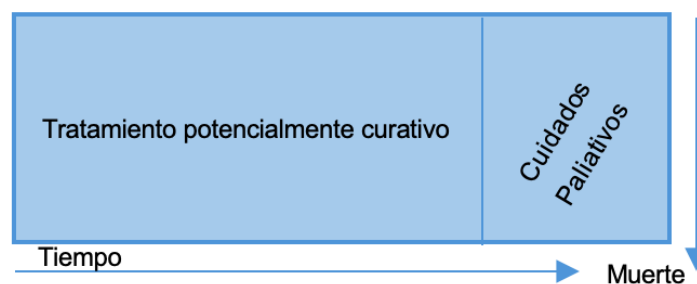 Tratamiento potencialmente curativo
Cuidados
Paliativos
Tiempo
Muerte